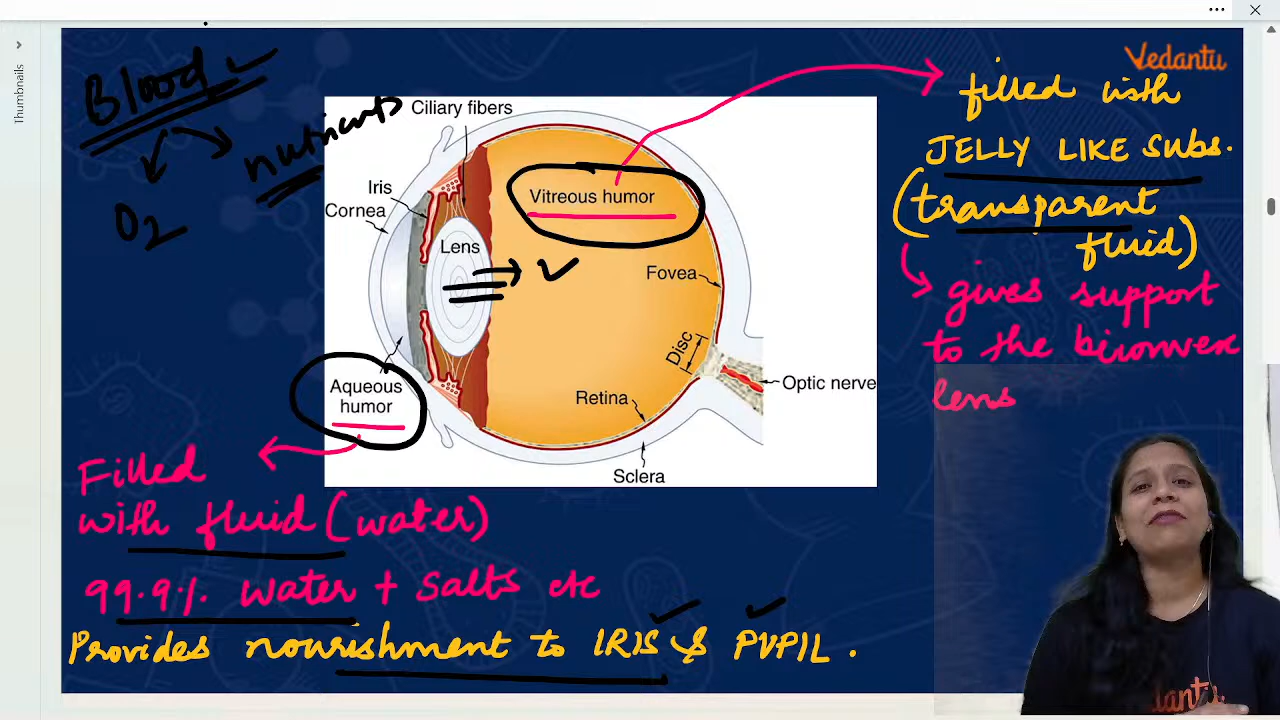 Thumbnails
Vedantu
Blood
nutrients
O2
Ciliary fibers
Iris
Cornea
Lens
Vitreous humor
Fovea
Disc
Optic nerve
Retina
Sclera
Aqueous
humor
filled with
JELLY LIKE SUBS.
(transparent
fluid)
gives support
to the biconvex
lens
Filled
with fluid (water)
99.9% water + salts etc
Provides nourishment to IRIS & PUPIL.